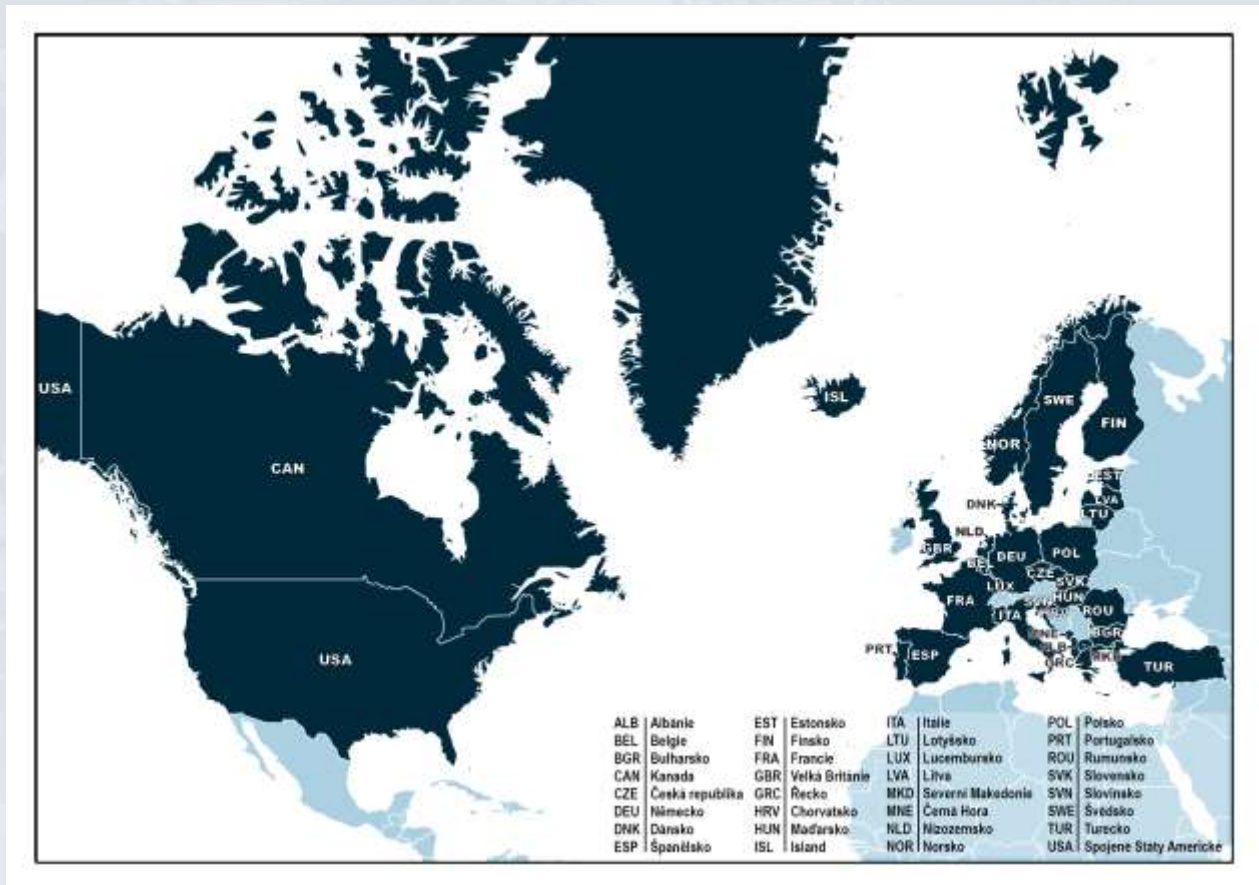 USA
ISL
SWE
FIN
NOR
CAN
EST
LVA
DNK
LTU
NLD
GBR
DEU
POL
BEL
CZE
SVK
LUX
HUN
FRA
SVN
ROU
ITA
BGR
PRT
ESP
GRC
USA
TUR
ALB | Albánie EST | Estonsko ITA | Itálie POL | Polsko
BEL | Belgie FIN | Finsko LTU | Lotyšsko PRT | Portugalsko
BGR | Bulharsko FRA | Francie LUX | Lucembursko ROU | Rumunsko
CAN | Kanada GBR | Velká Británie LVA | Litva SVK | Slovensko
CZE | Česká republika GRC | Řecko MKD | Severní Makedonie SVN | Slovinsko
DEU | Německo HRV | Chorvatsko MNE | Černá Hora SWE | Švédsko
DNK | Dánsko HUN | Maďarsko NLD | Nizozemsko TUR | Turecko
ESP | Španělsko ISL | Island NOR | Norsko USA | Spojené Státy Americké